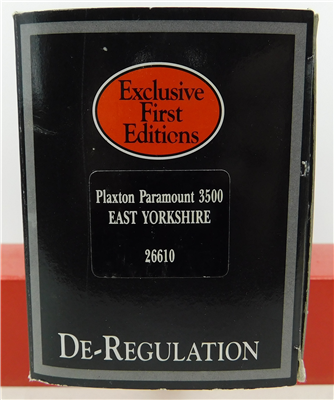 Exclusive
First
Editions
Plaxton Paramount 3500
EAST YORKSHIRE
26610
DE-REGULATION